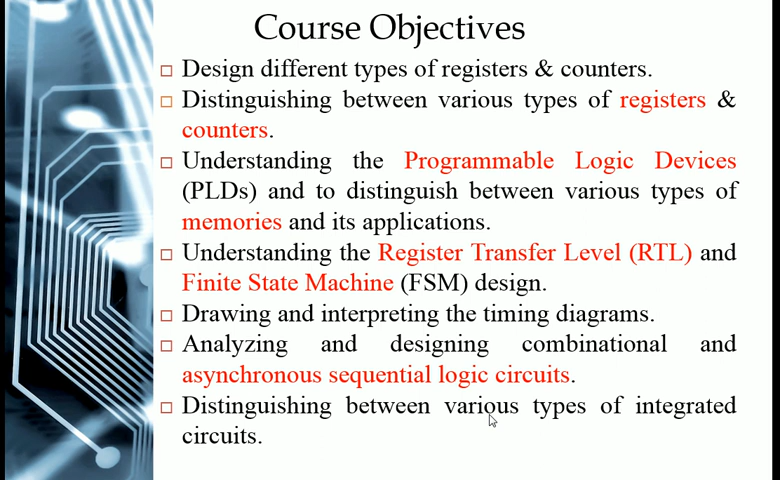 Course Objectives
Design different types of registers & counters.
Distinguishing between various types of registers &
counters.
Understanding the Programmable Logic Devices
(PLDs) and to distinguish between various types of
memories and its applications.
Understanding the Register Transfer Level (RTL) and
Finite State Machine (FSM) design.
Drawing and interpreting the timing diagrams.
Analyzing and designing combinational and
asynchronous sequential logic circuits.
Distinguishing between various types of integrated
circuits.